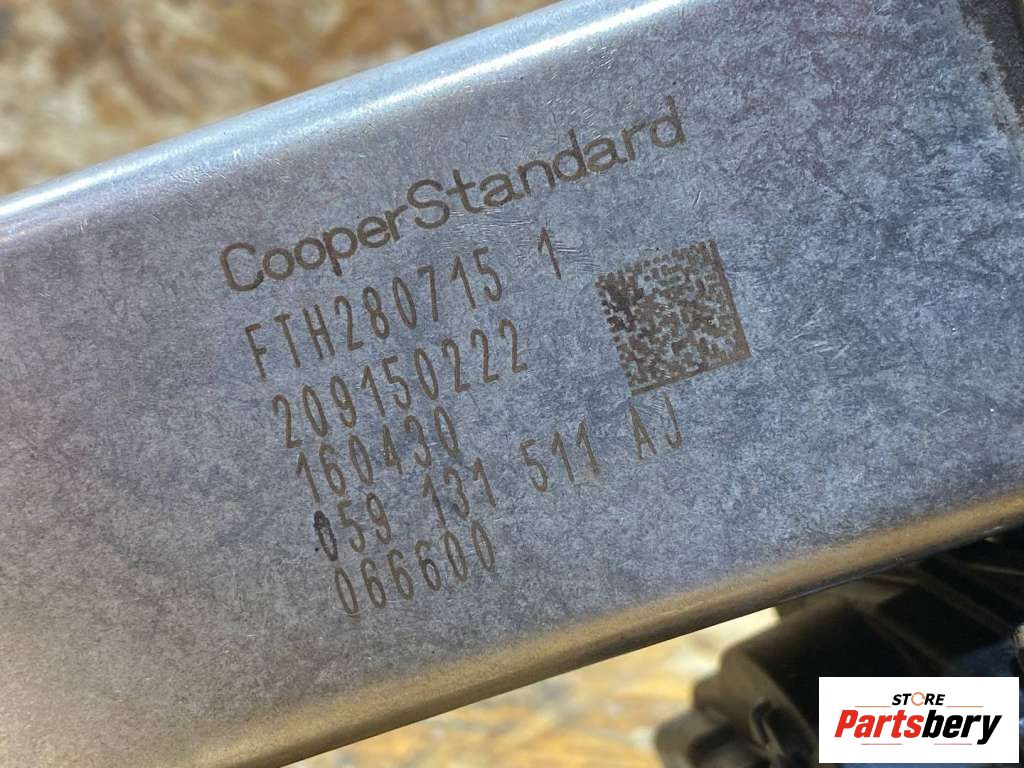 CooperStandard
FTH280715 1
209150222
160430
059 131 511 AJ
066600
STORE
Partsbery